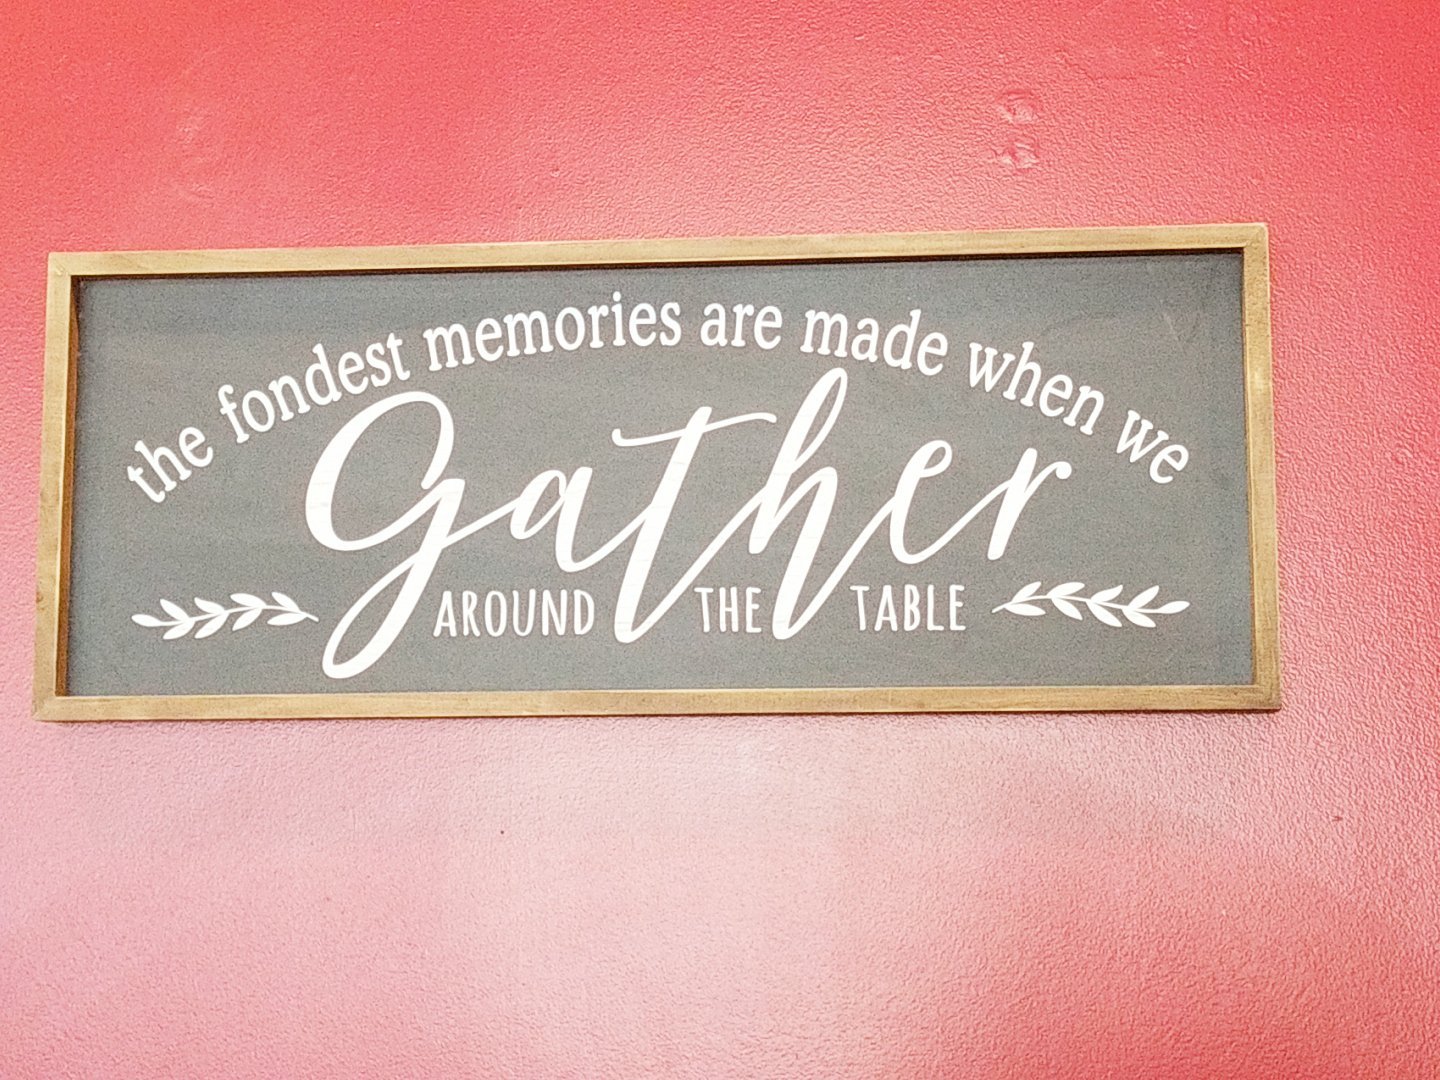 the fondest memories are made when we
gather
AROUND THE TABLE